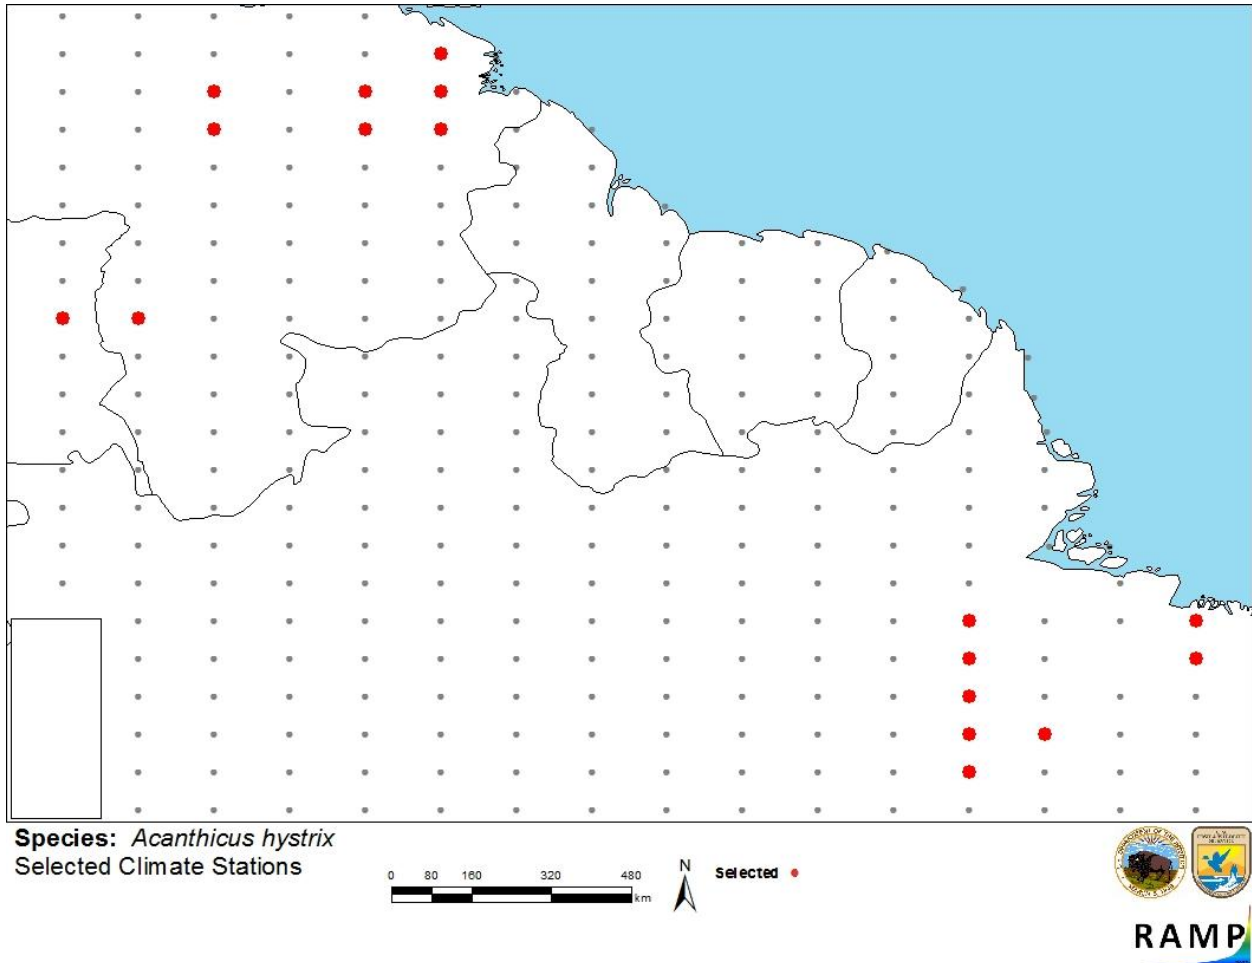 Species: Acanthicus hystrix
Selected Climate Stations
0 80 160 320 480
km
N
Selected
RAMP